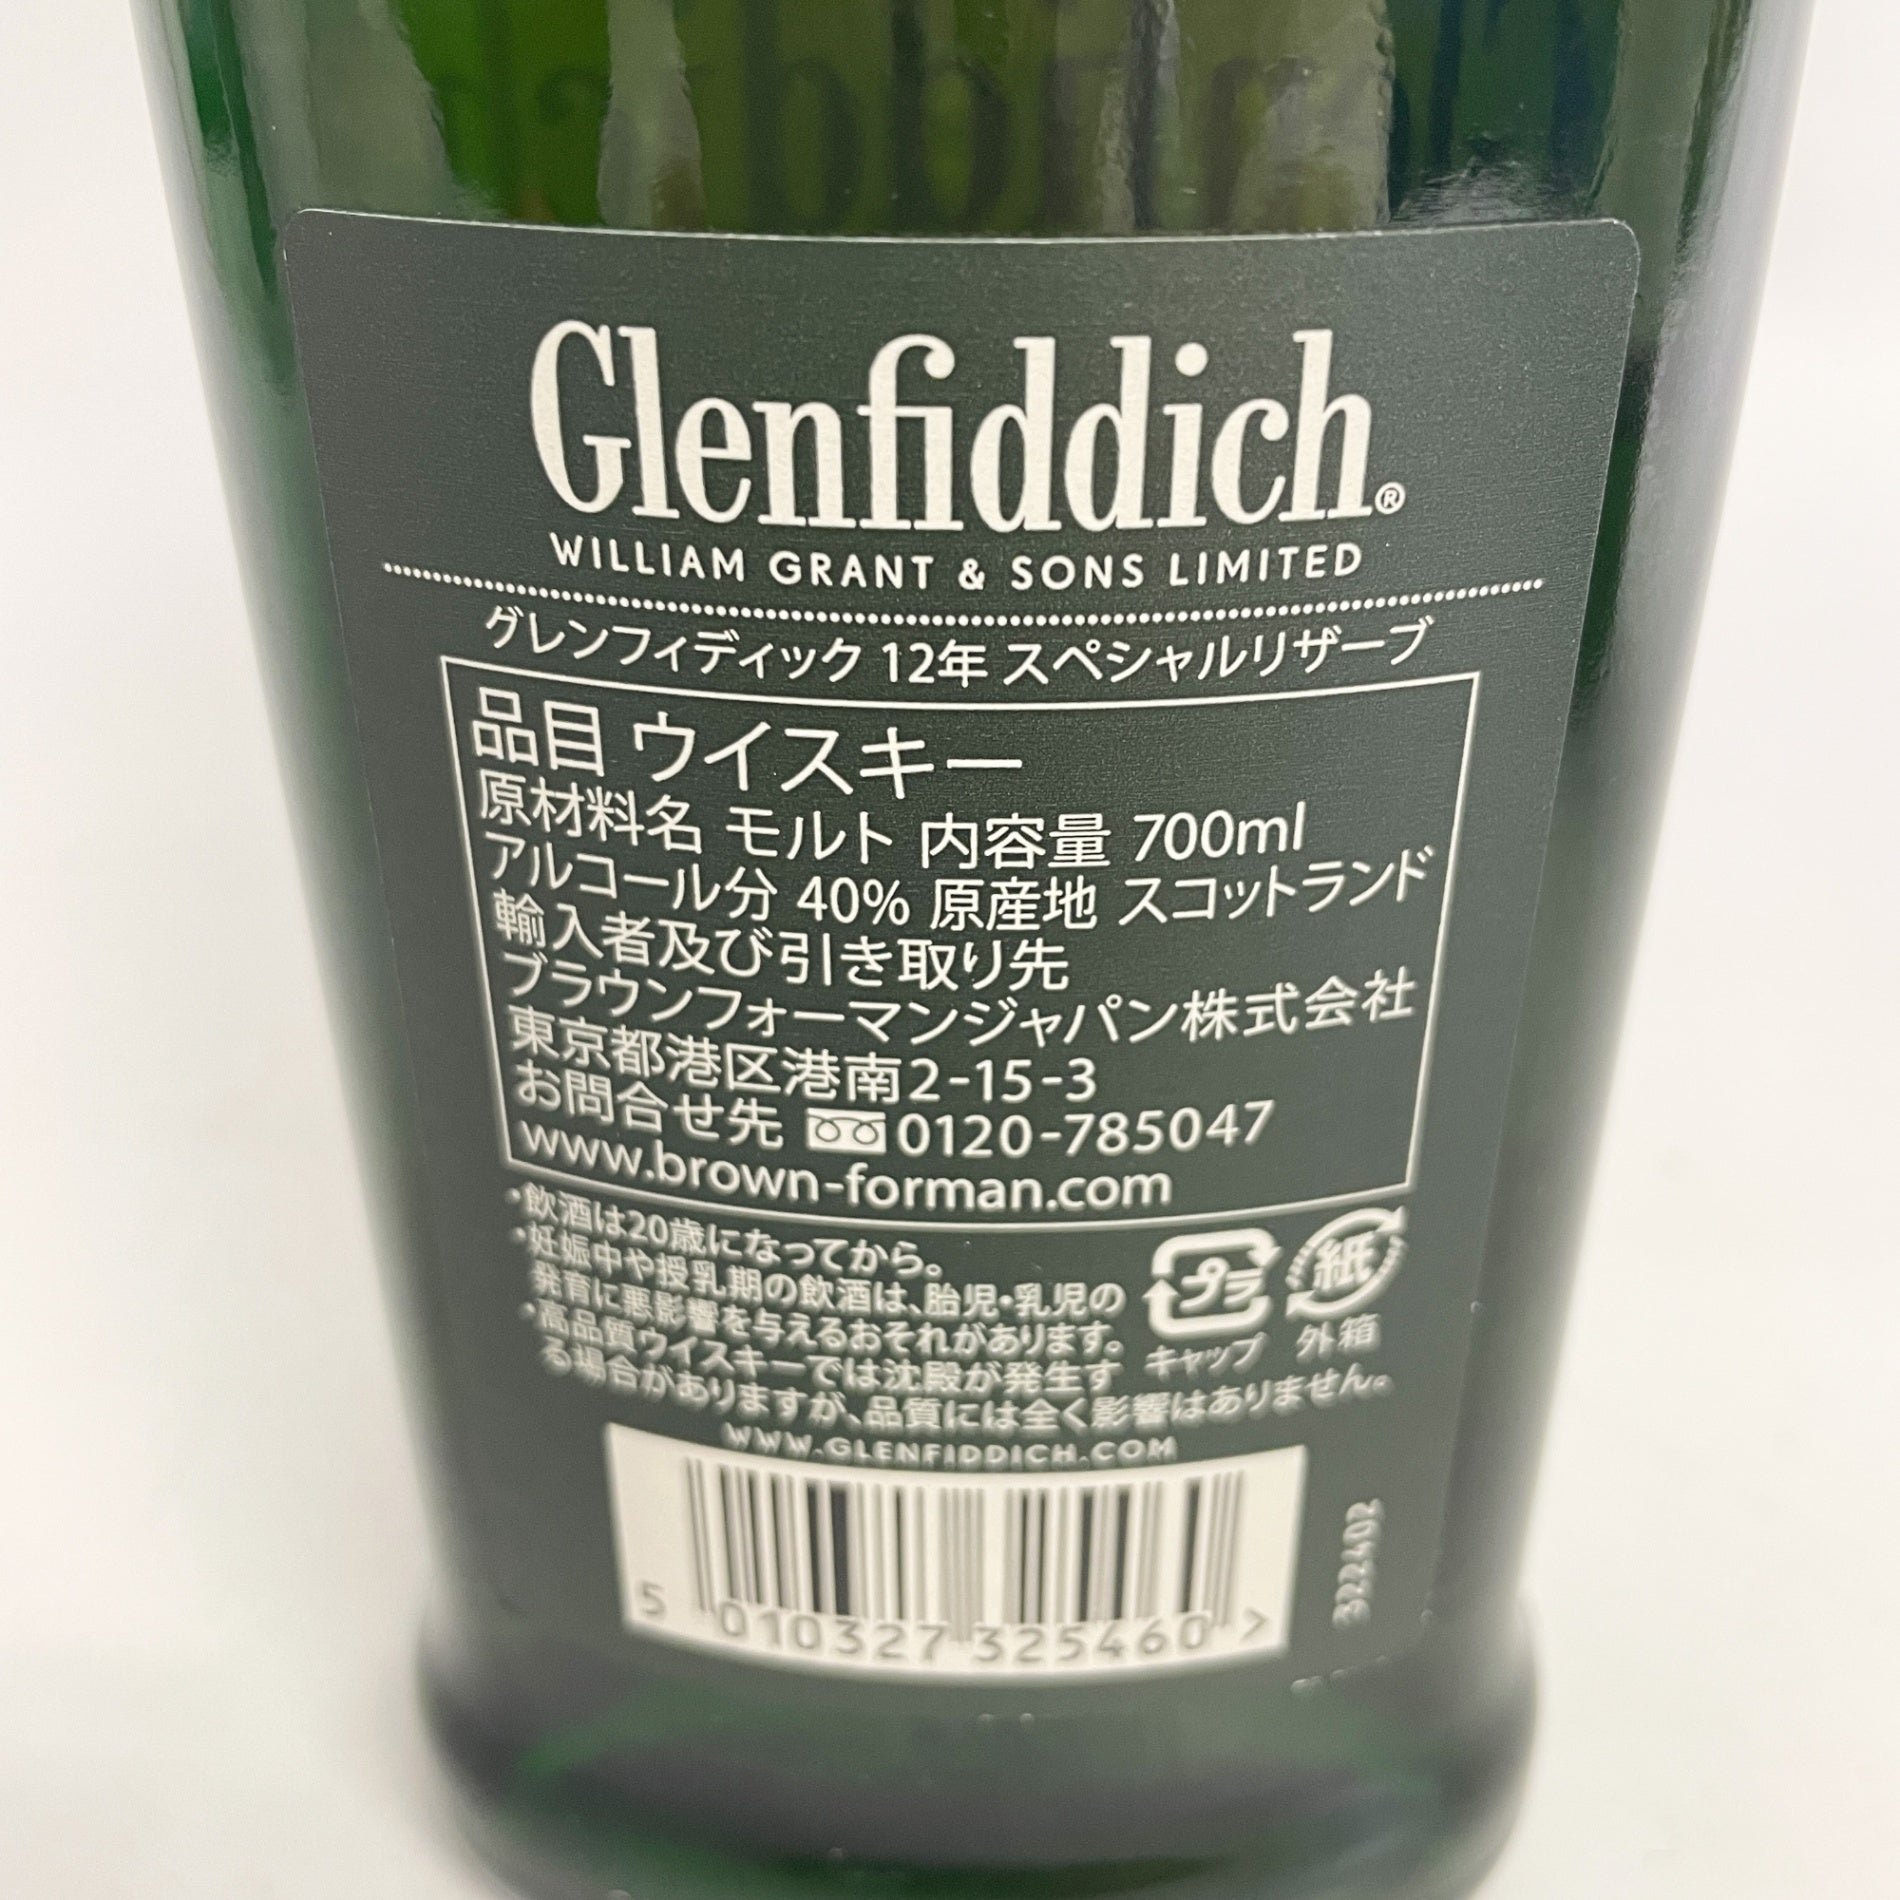 Glenfiddich®
WILLIAM GRANT & SONS LIMITED
グレンフィディック 12年 スペシャルリザーブ
品目 ウイスキー
原材料名 モルト 内容量 700ml
アルコール分 40% 原産地 スコットランド
輸入者及び引き取り先
ブラウンフォーマンジャパン株式会社
東京都港区港南2-15-3
お問合せ先 0120-785047
www.brown-forman.com
・飲酒は20歳になってから。
・妊娠中や授乳期の飲酒は、胎児・乳児の
発育に悪影響を与えるおそれがあります。
・高品質ウイスキーでは沈殿が発生す
る場合がありますが、品質には全く影響はありません。
プラ
キャップ
紙
外箱
WWW.GLENFIDDICH.COM
5 010327 325460 >
3224402